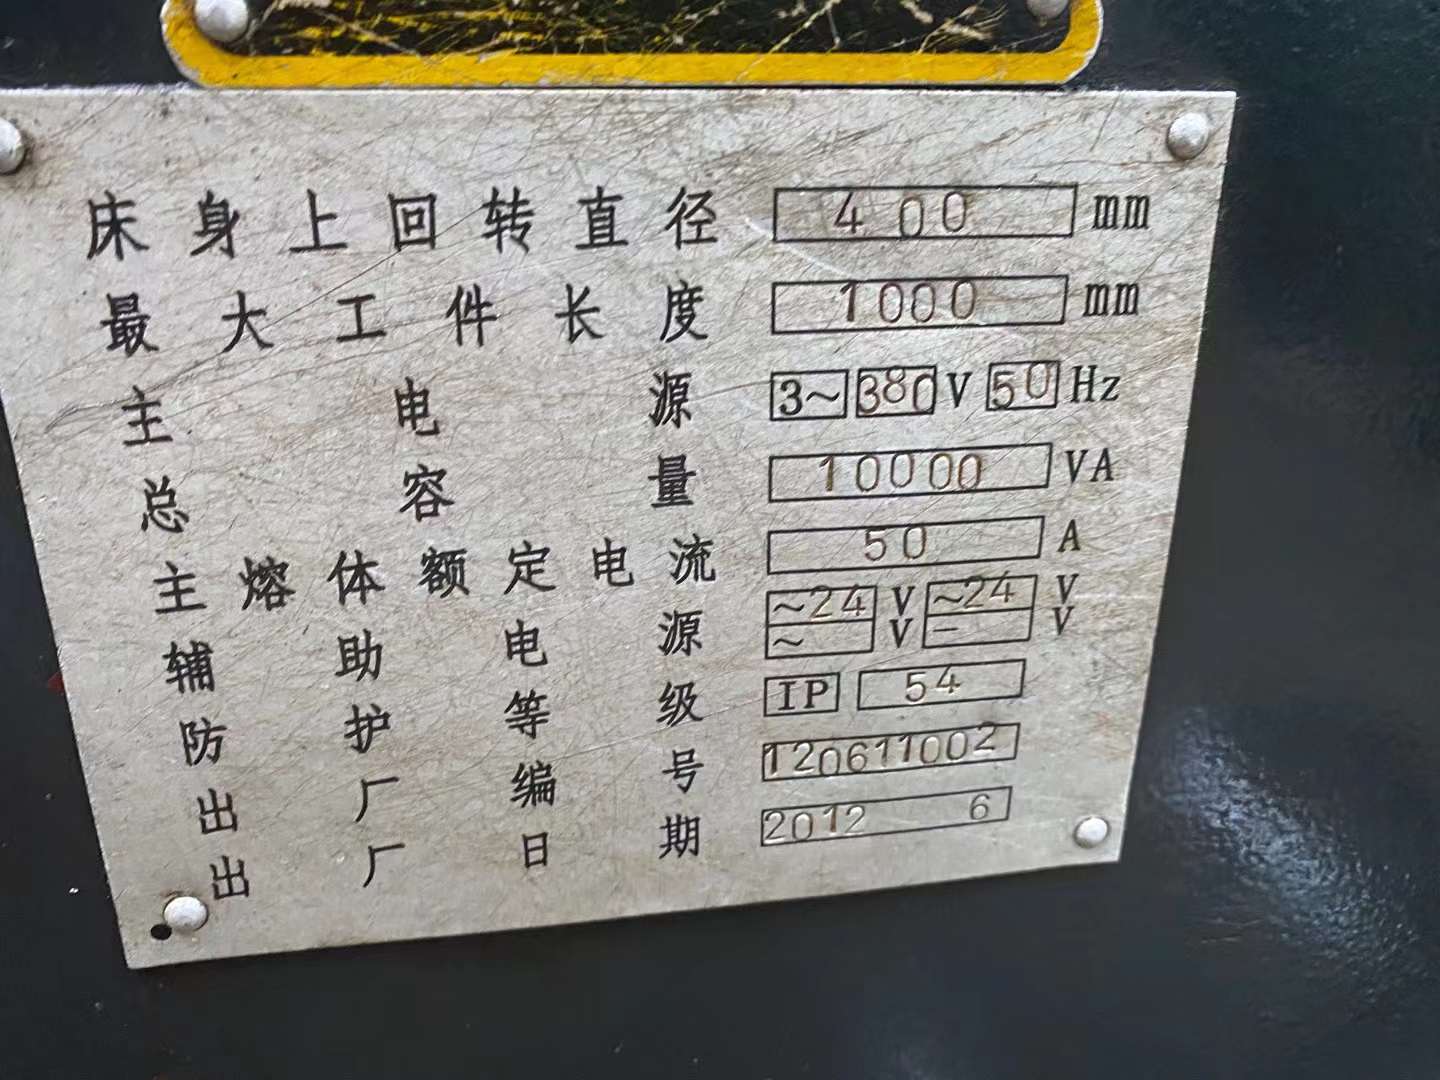 床身上回转直径 400 mm
最大工件长度 1000 mm
主电源 3~ 380 V 50 Hz
总容量 10000 VA
主熔体额定电流 50 A
辅助电源 ~24 V ~24 V
~ V - V
防护等级 IP 54
出厂编号 120611002
出厂日期 2012 6